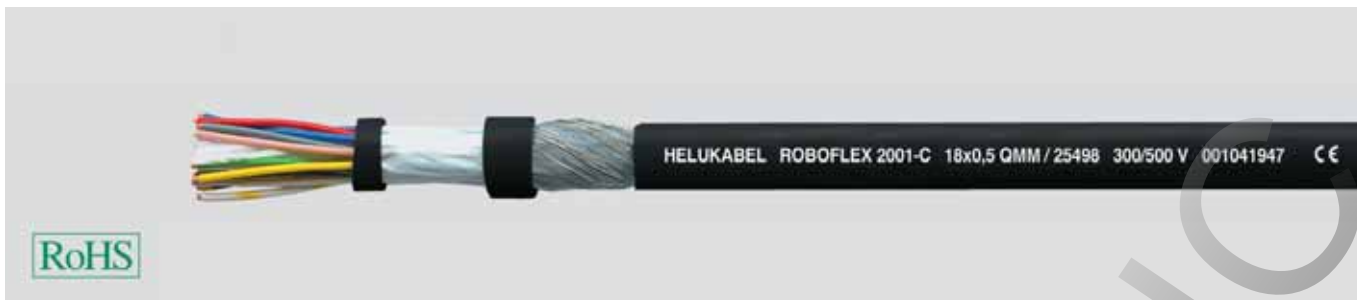 HELUKABEL ROBOFLEX 2001-C 18x0,5 QMM / 25498 300/500 V 001041947 CE
RoHS